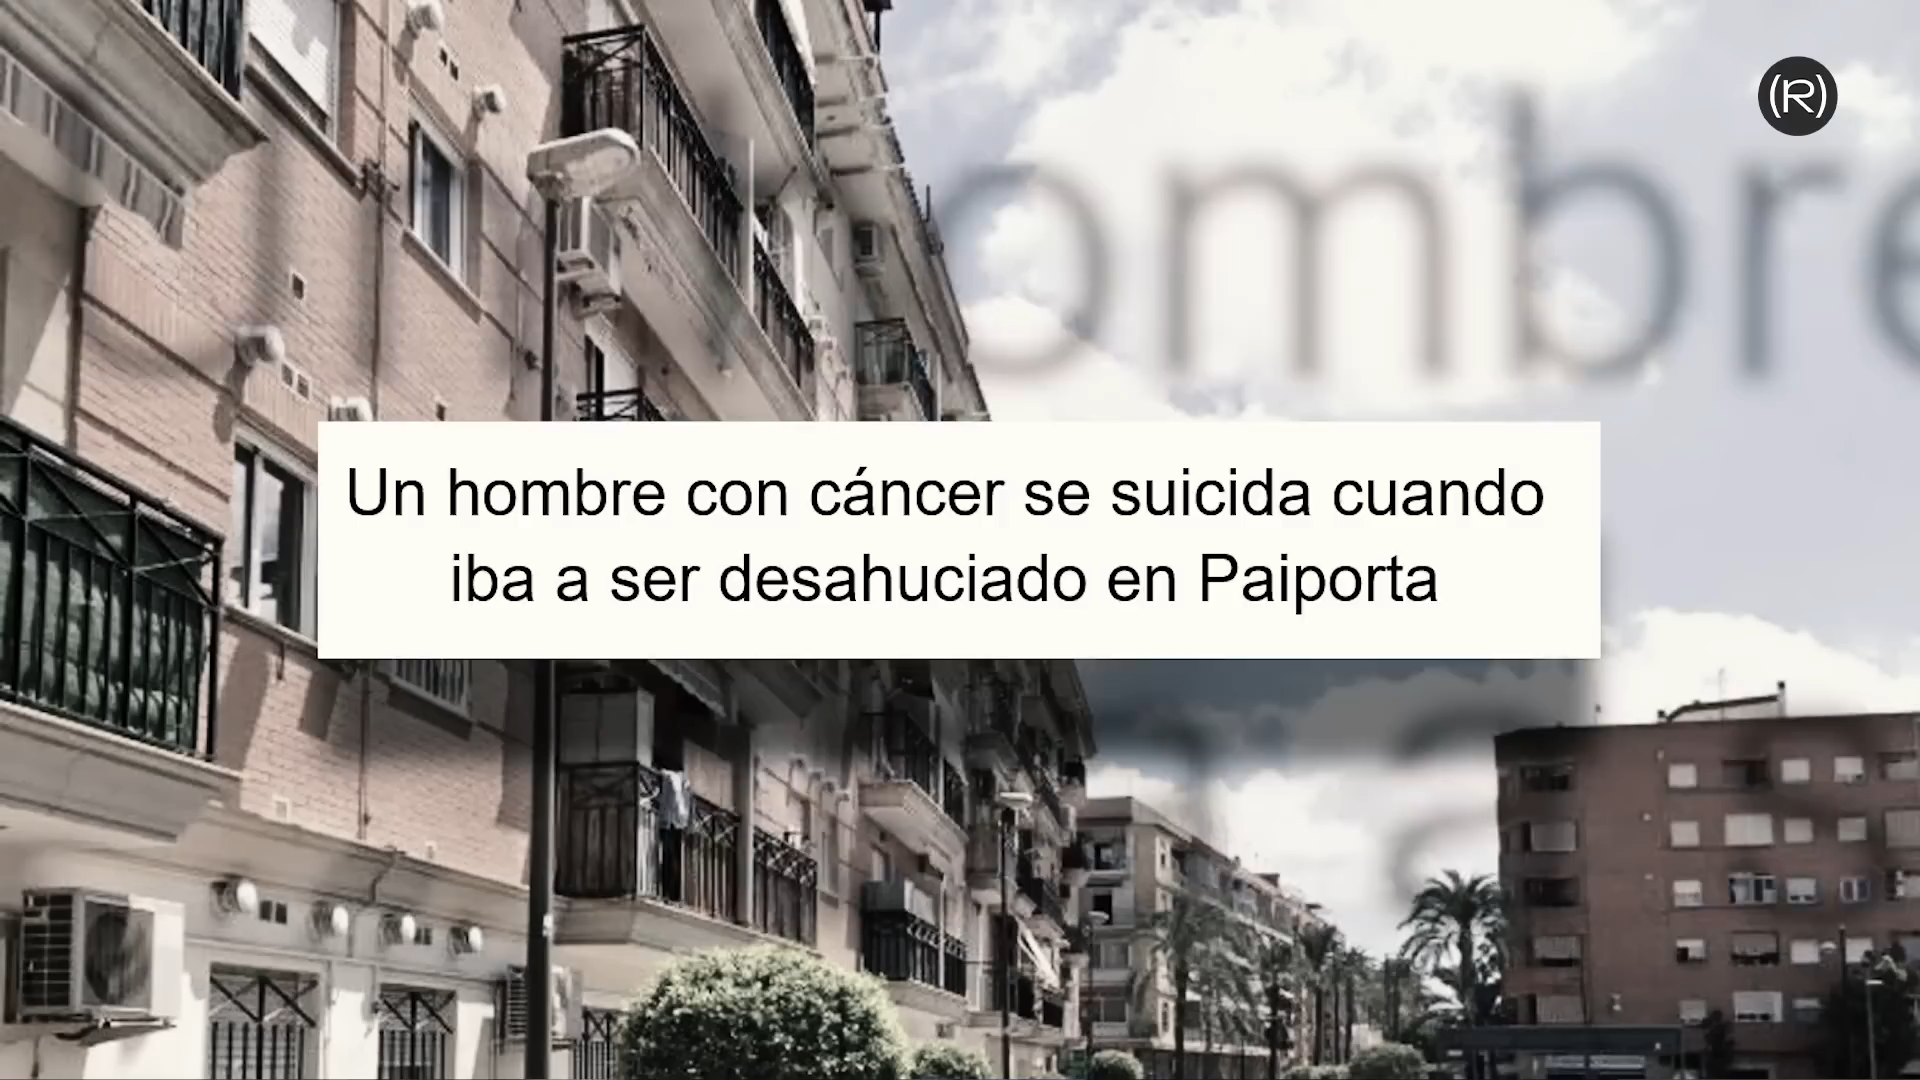 (R)
ombre
Un hombre con cáncer se suicida cuando
iba a ser desahuciado en Paiporta